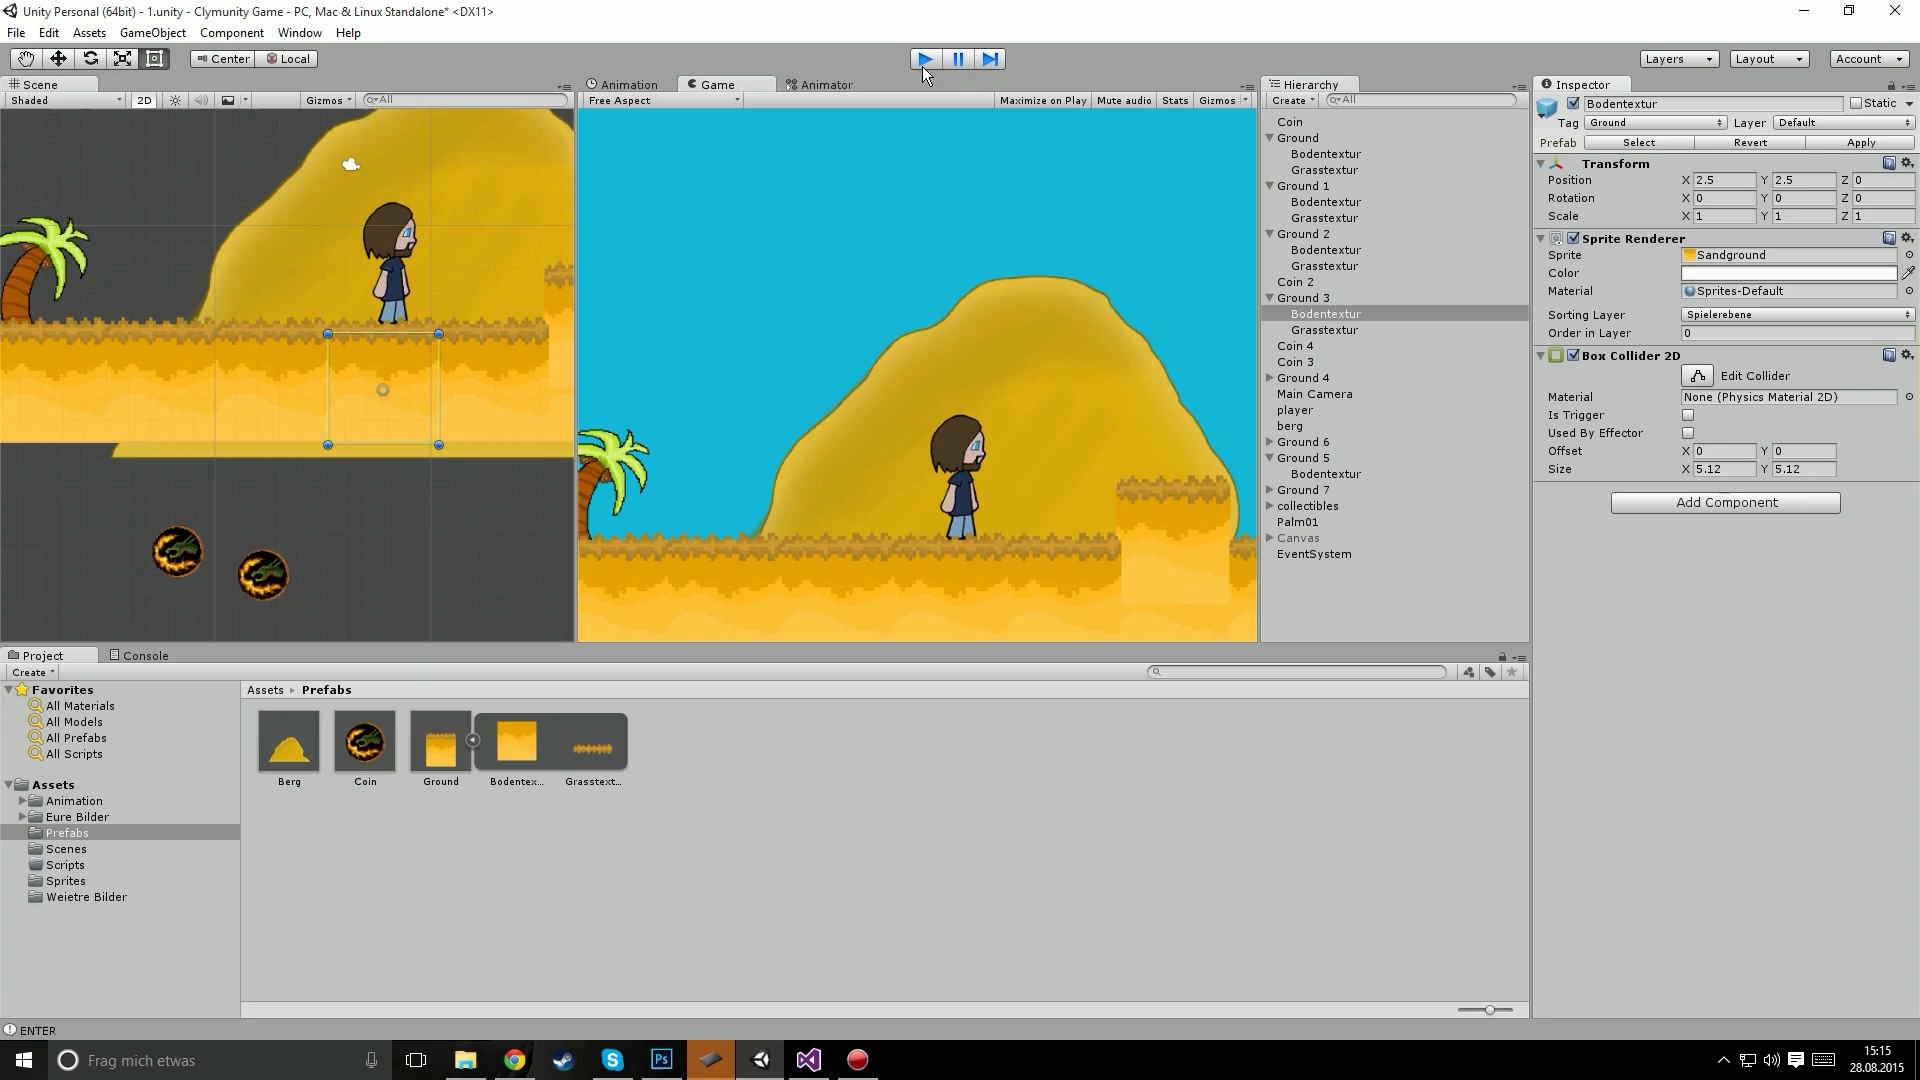 Unity Personal (64bit) - 1.unity - Clymunity Game - PC, Mac & Linux Standalone* <DX11>
File Edit Assets GameObject Component Window Help
Center Local Layers Layout Account
Scene
Shaded 2D Gizmos All
Animation Game Animator
Free Aspect Maximize on Play Mute audio Stats Gizmos
Hierarchy
Create All
Coin
Ground
Bodentextur
Grasstextur
Ground 1
Bodentextur
Grasstextur
Ground 2
Bodentextur
Grasstextur
Coin 2
Ground 3
Bodentextur
Grasstextur
Coin 4
Coin 3
Ground 4
Main Camera
player
berg
Ground 6
Ground 5
Bodentextur
Ground 7
collectibles
Palm01
Canvas
EventSystem
Inspector
Bodentextur Static
Tag Ground Layer Default
Prefab Select Revert Apply
Transform
Position X 2.5 Y 2.5 Z 0
Rotation X 0 Y 0 Z 0
Scale X 1 Y 1 Z 1
Sprite Renderer
Sprite Sandground
Color
Material Sprites-Default
Sorting Layer Spielerebene
Order in Layer 0
Box Collider 2D
Edit Collider
Material None (Physics Material 2D)
Is Trigger
Used By Effector
Offset X 0 Y 0
Size X 5.12 Y 5.12
Add Component
Project Console
Create
Favorites
All Materials
All Models
All Prefabs
All Scripts
Assets
Animation
Eure Bilder
Prefabs
Scenes
Scripts
Sprites
Weietre Bilder
Assets Prefabs
Berg Coin Ground Bodentex... Grasstext...
ENTER
Frag mich etwas
Ps
15:15
28.08.2015